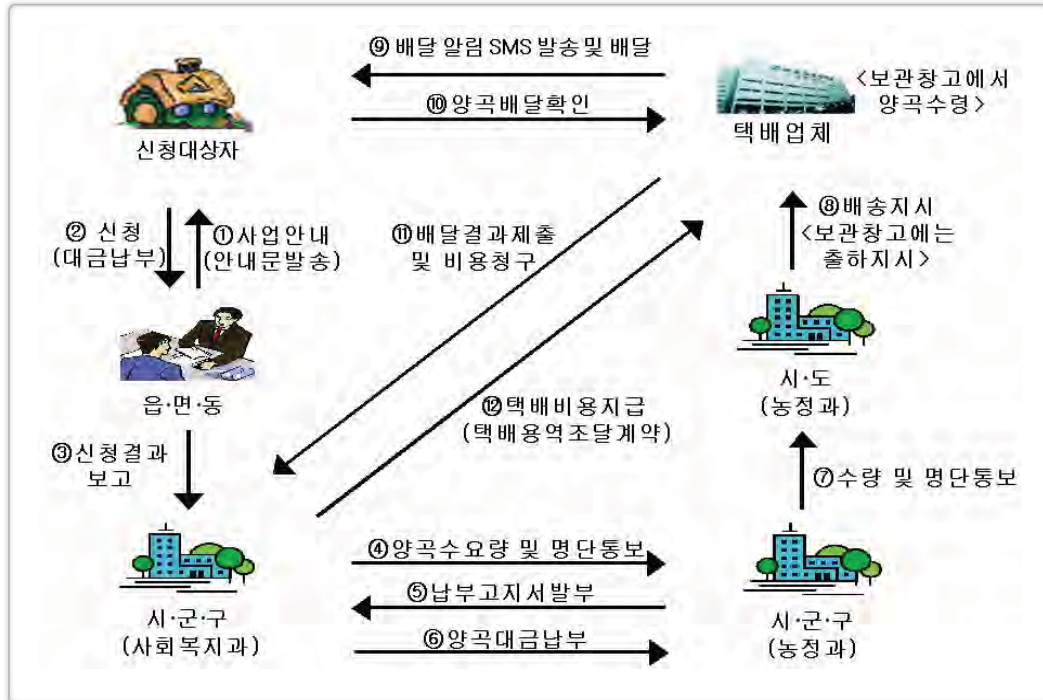 ⑨배달 알림 SMS 발송 및 배달
⑩양곡배달확인
<보관창고에서
양곡수령>
신청대상자
택배업체
② 신청
(대금납부)
①사업안내
(안내문발송)
⑪배달결과제출
및 비용청구
⑧배송지시
<보관창고에는
출하지시>
읍·면·동
시·도
(농정과)
⑫택배비용지급
(택배용역조달계약)
③신청결과
보고
⑦수량 및 명단통보
④양곡수요량 및 명단통보
⑤납부고지서발부
⑥양곡대금납부
시·군·구
(사회복지과)
시·군·구
(농정과)